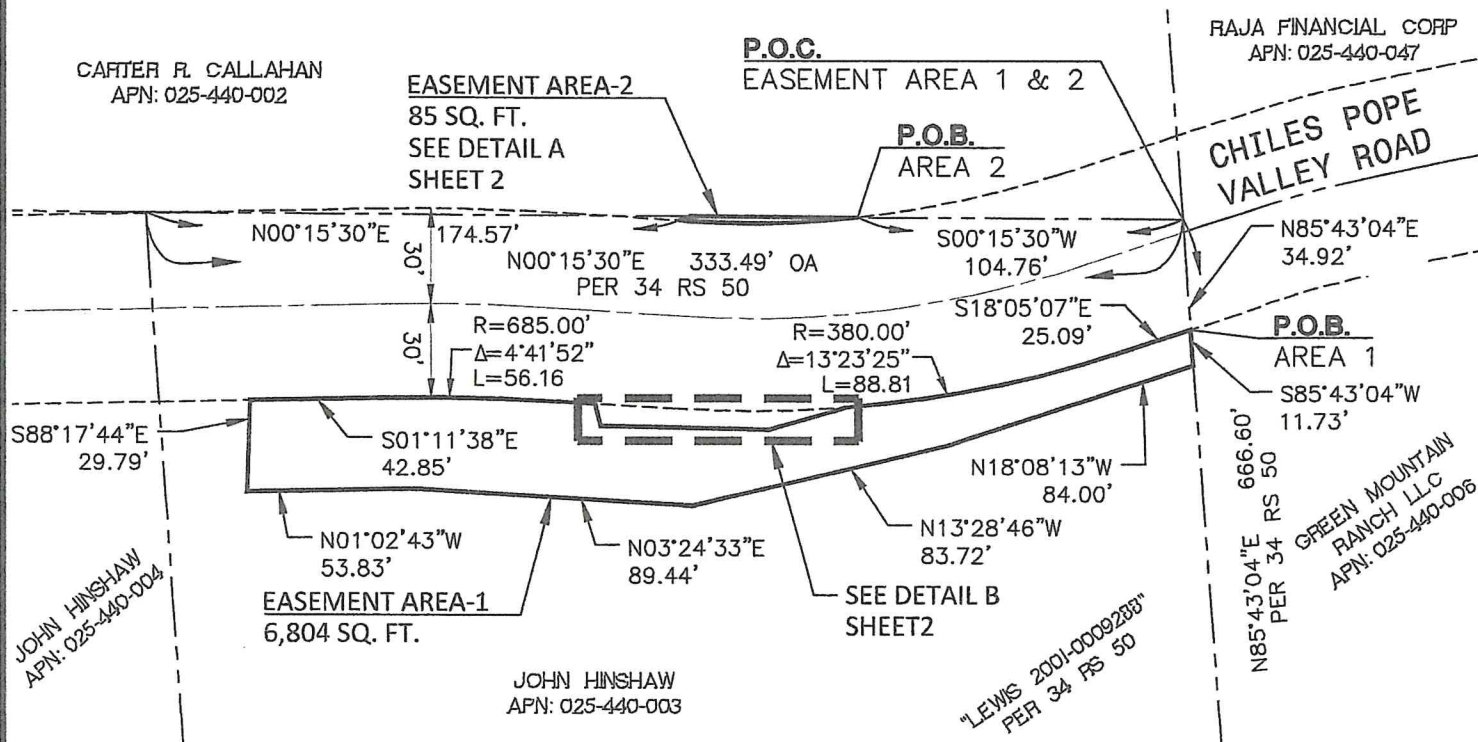 CARTER R. CALLAHAN
APN: 025-440-002
EASEMENT AREA-2
85 SQ. FT.
SEE DETAIL A
SHEET 2
P.O.C.
EASEMENT AREA 1 & 2
RAJA FINANCIAL CORP
APN: 025-440-047
P.O.B.
AREA 2
CHILES POPE
VALLEY ROAD
N00°15'30"E
174.57'
30'
N00°15'30"E 333.49' OA
PER 34 RS 50
S00°15'30"W
104.76'
N85°43'04"E
34.92'
30'
R=685.00'
Δ=4°41'52"
L=56.16
R=380.00'
Δ=13°23'25"
L=88.81
S18°05'07"E
25.09'
P.O.B.
AREA 1
S85°43'04"W
11.73'
S88°17'44"E
29.79'
S01°11'38"E
42.85'
N18°08'13"W
84.00'
N01°02'43"W
53.83'
N03°24'33"E
89.44'
N13°28'46"W
83.72'
EASEMENT AREA-1
6,804 SQ. FT.
SEE DETAIL B
SHEET2
JOHN HINSHAW
APN: 025-440-004
JOHN HINSHAW
APN: 025-440-003
"LEWIS 2001-0009288"
PER 34 RS 50
N85°43'04"E 666.60'
PER 34 RS 50
GREEN MOUNTAIN
RANCH LLC
APN: 025-440-006